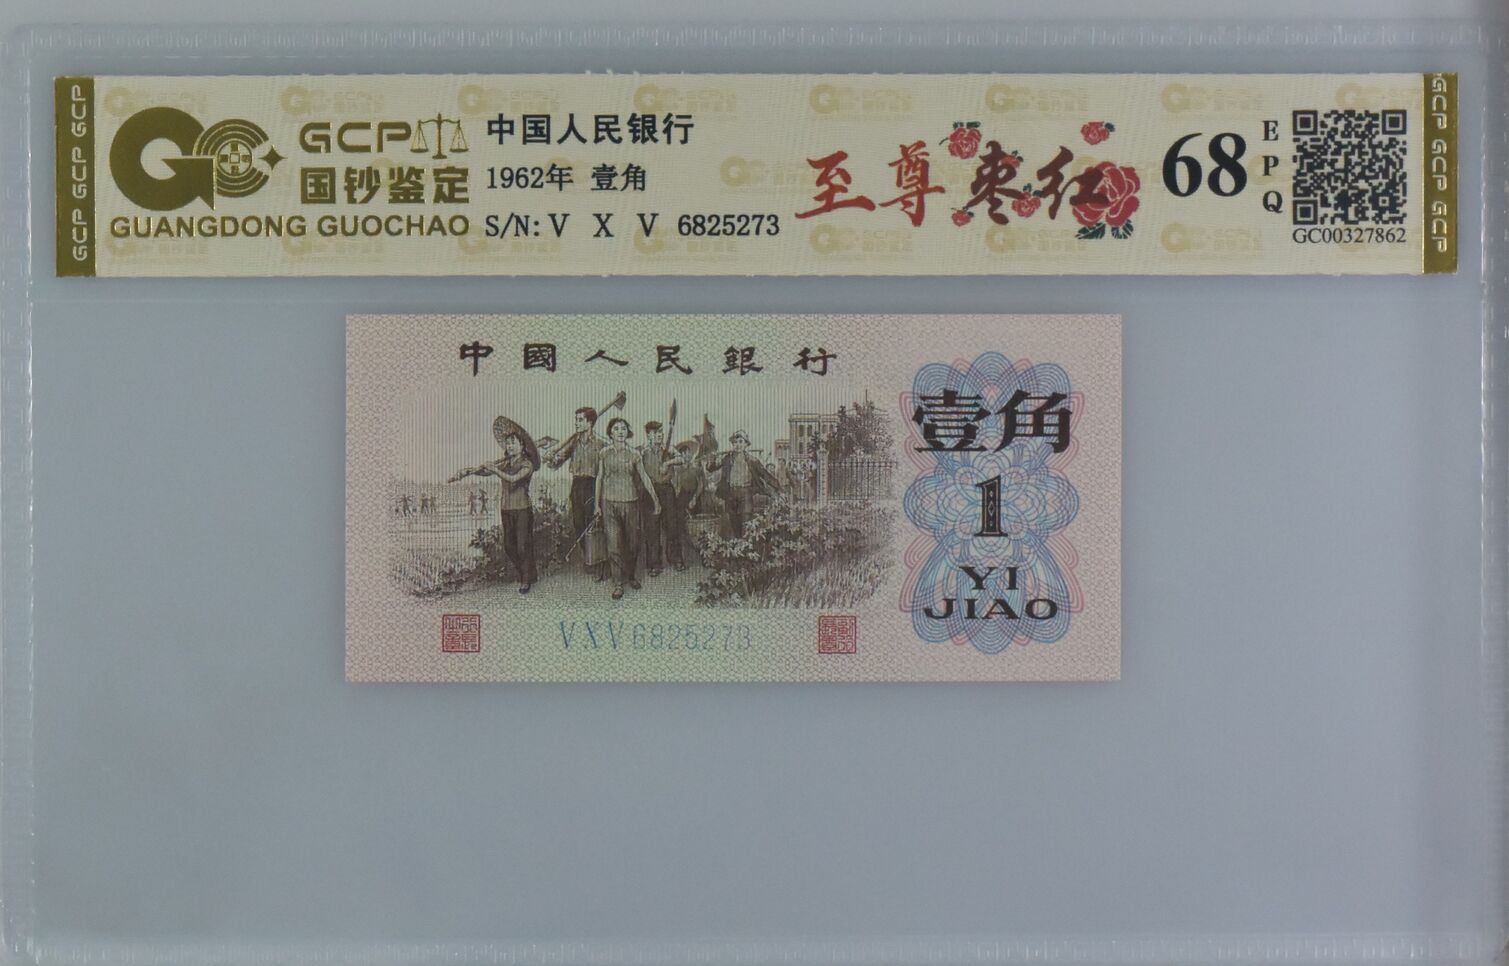 GCP
国钞鉴定
GUANGDONG GUOCHAO
中国人民银行
1962年 壹角
S/N: V X V 6825273
至尊枣红
68
EPQ
GC00327862
GCP GCP GCP
GCP GCP GCP
中國人民銀行
壹角
1
YI
JIAO
VXV6825273